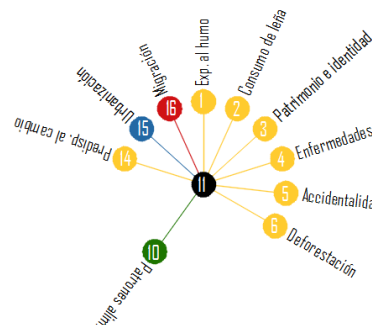 1 Exp. al humo
2 Consumo de leña
3 Patrimonio e identidad
4 Enfermedades
5 Accidentalida
6 Deforestación
10 Patrones alim
11
14 Predisp. al cambio
15 Urbanización
16 Migración